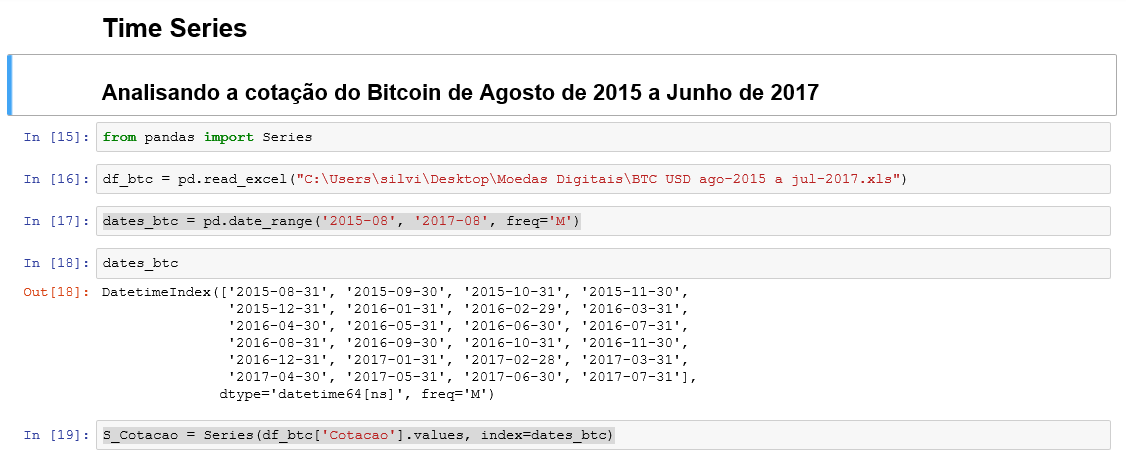 Time Series
Analisando a cotação do Bitcoin de Agosto de 2015 a Junho de 2017
In [15]: from pandas import Series
In [16]: df_btc = pd.read_excel("C:\Users\silvi\Desktop\Moedas Digitais\BTC USD ago-2015 a jul-2017.xls")
In [17]: dates_btc = pd.date_range('2015-08', '2017-08', freq='M')
In [18]: dates_btc
Out[18]: DatetimeIndex(['2015-08-31', '2015-09-30', '2015-10-31', '2015-11-30',
'2015-12-31', '2016-01-31', '2016-02-29', '2016-03-31',
'2016-04-30', '2016-05-31', '2016-06-30', '2016-07-31',
'2016-08-31', '2016-09-30', '2016-10-31', '2016-11-30',
'2016-12-31', '2017-01-31', '2017-02-28', '2017-03-31',
'2017-04-30', '2017-05-31', '2017-06-30', '2017-07-31'],
dtype='datetime64[ns]', freq='M')
In [19]: S_Cotacao = Series(df_btc['Cotacao'].values, index=dates_btc)